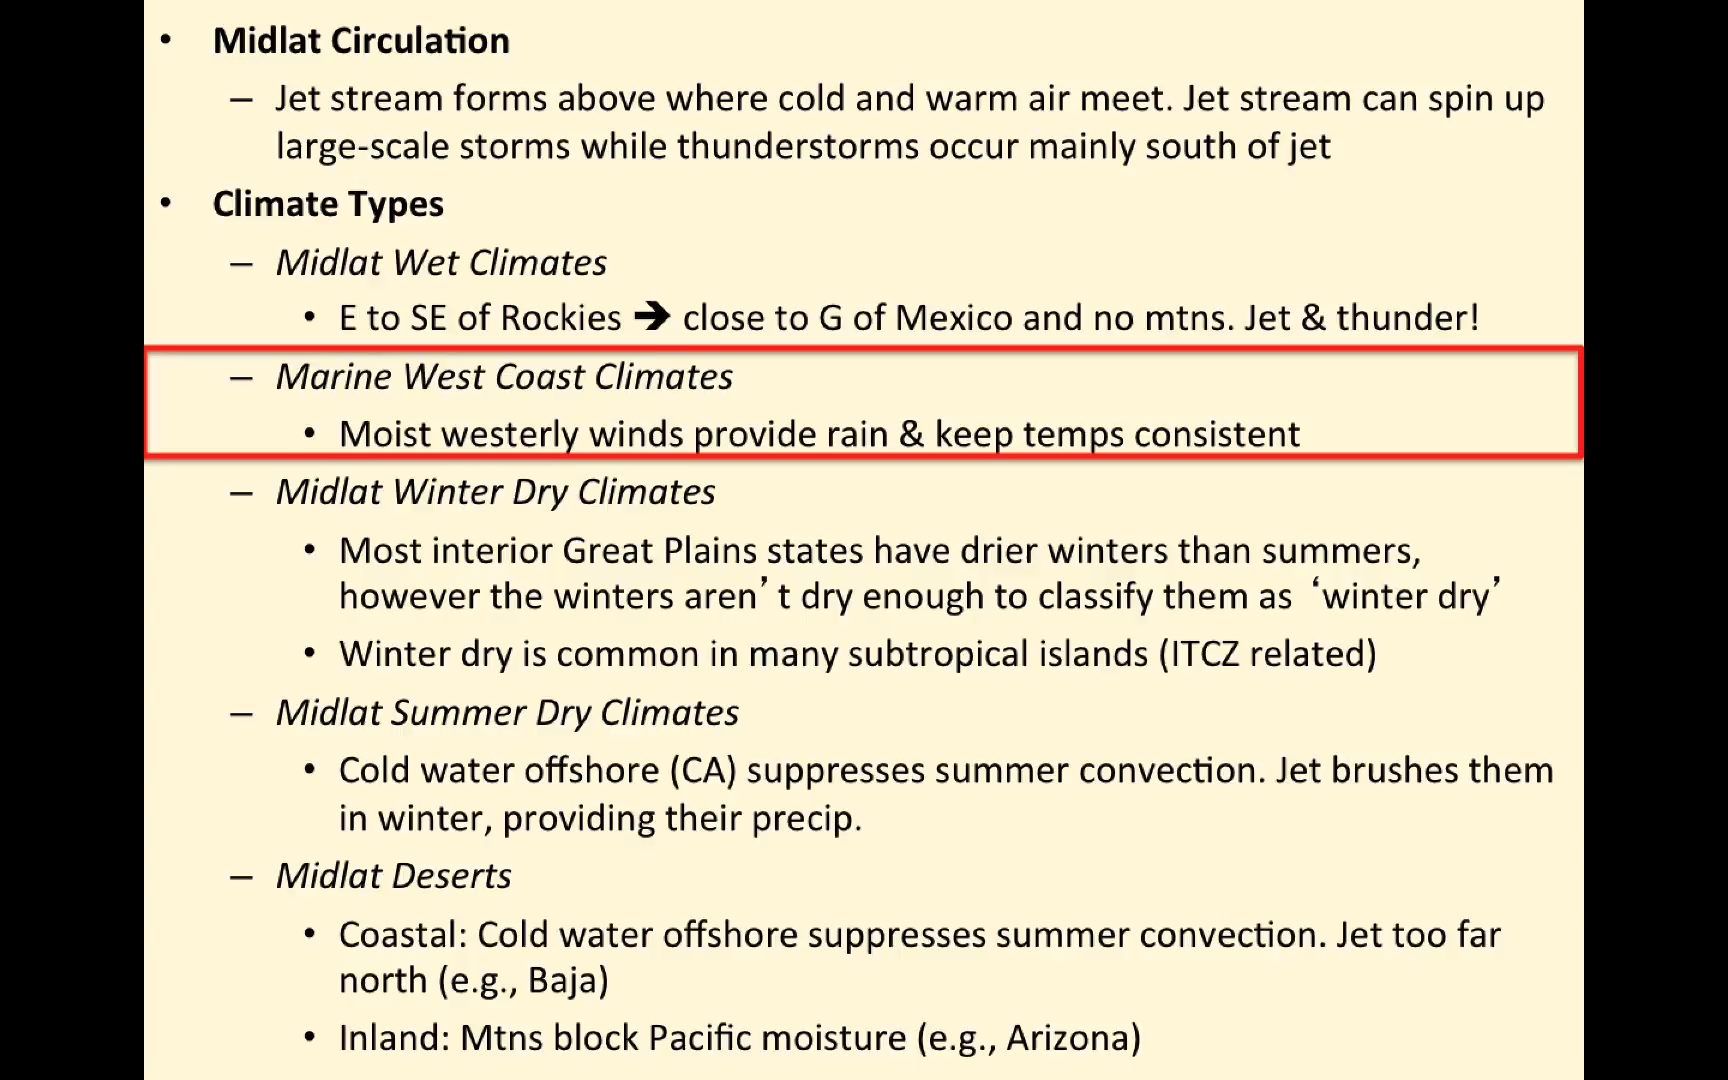 • Midlat Circulation
– Jet stream forms above where cold and warm air meet. Jet stream can spin up
large-scale storms while thunderstorms occur mainly south of jet
• Climate Types
– Midlat Wet Climates
• E to SE of Rockies ➔ close to G of Mexico and no mtns. Jet & thunder!
– Marine West Coast Climates
• Moist westerly winds provide rain & keep temps consistent
– Midlat Winter Dry Climates
• Most interior Great Plains states have drier winters than summers,
however the winters aren’t dry enough to classify them as ‘winter dry’
• Winter dry is common in many subtropical islands (ITCZ related)
– Midlat Summer Dry Climates
• Cold water offshore (CA) suppresses summer convection. Jet brushes them
in winter, providing their precip.
– Midlat Deserts
• Coastal: Cold water offshore suppresses summer convection. Jet too far
north (e.g., Baja)
• Inland: Mtns block Pacific moisture (e.g., Arizona)